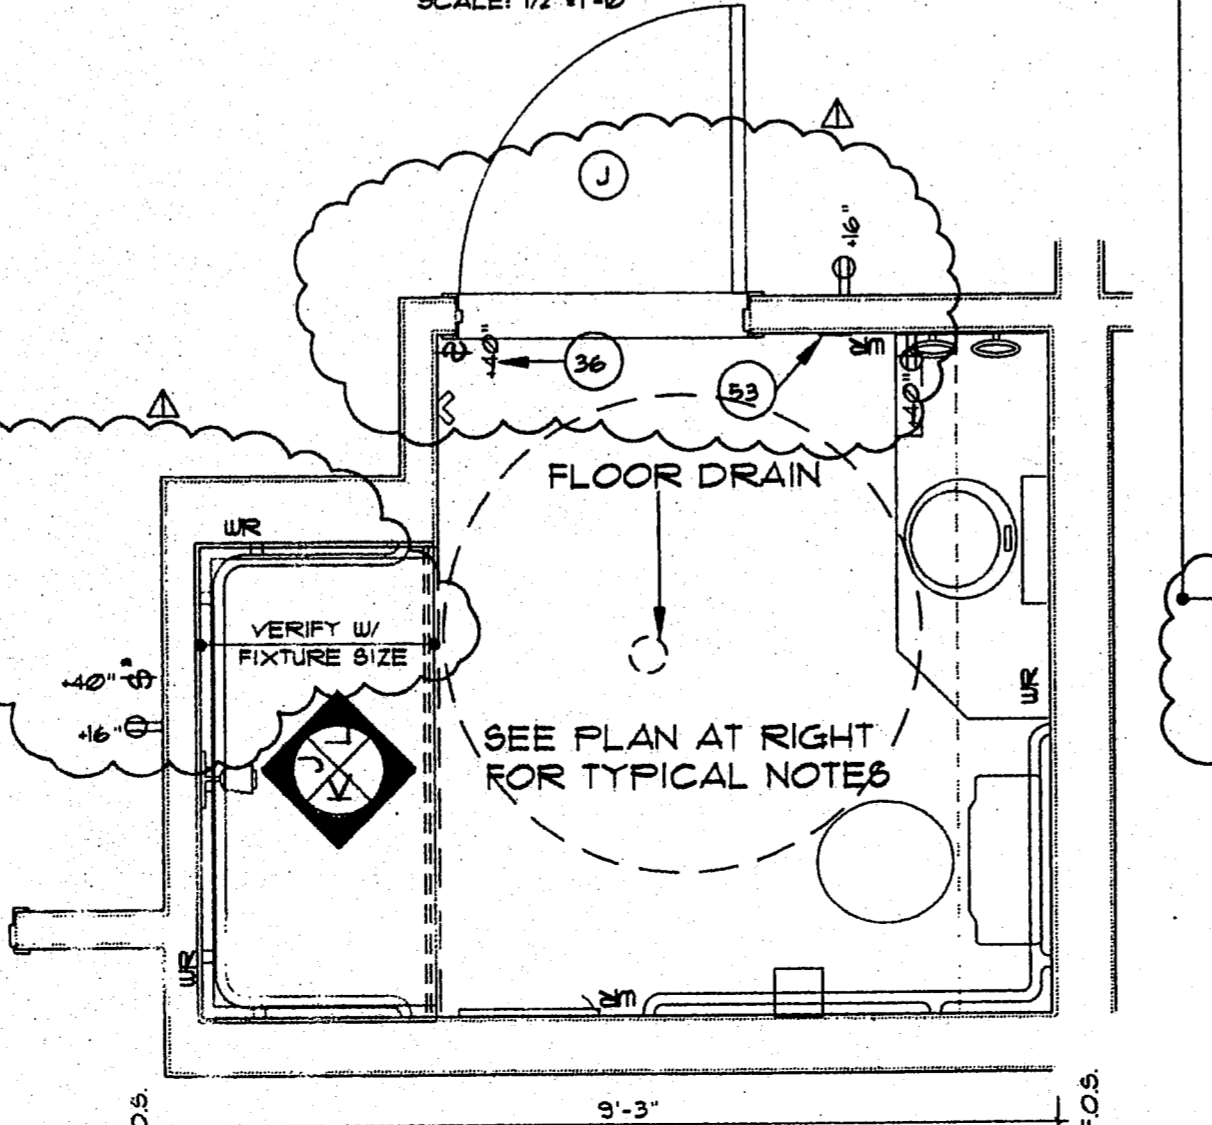 SCALE: 1/2"=1'-0"
J
+16"
+40"
36
53
WR
+40"
FLOOR DRAIN
WR
VERIFY W/
FIXTURE SIZE
+40" $
+16"
WR
SEE PLAN AT RIGHT
FOR TYPICAL NOTES
J
K
L
WR
WR
9'-3"
F.O.S.